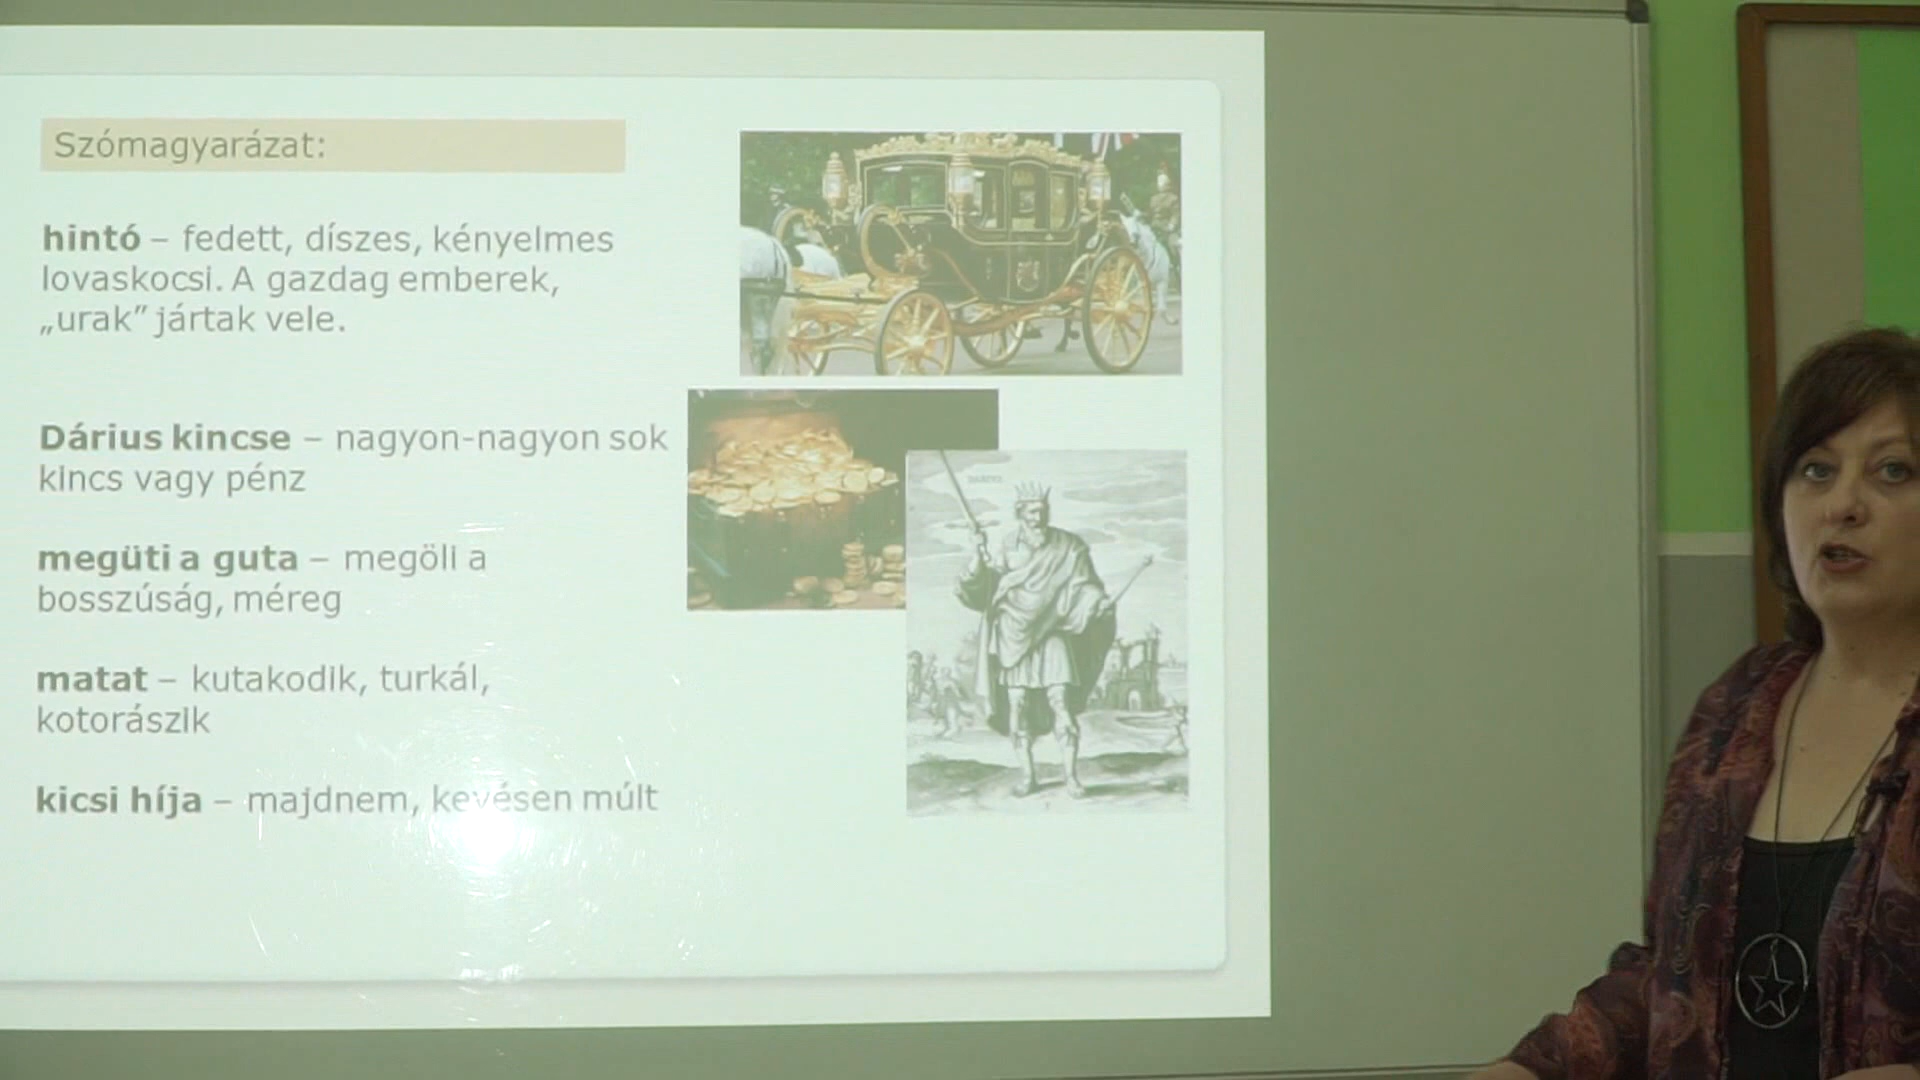 Szómagyarázat:
hintó – fedett, díszes, kényelmes
lovaskocsi. A gazdag emberek,
„urak” jártak vele.
Dárius kincse – nagyon-nagyon sok
kincs vagy pénz
megüti a guta – megöli a
bosszúság, méreg
matat – kutakodik, turkál,
kotorászik
kicsi híja – majdnem, kevésen múlt